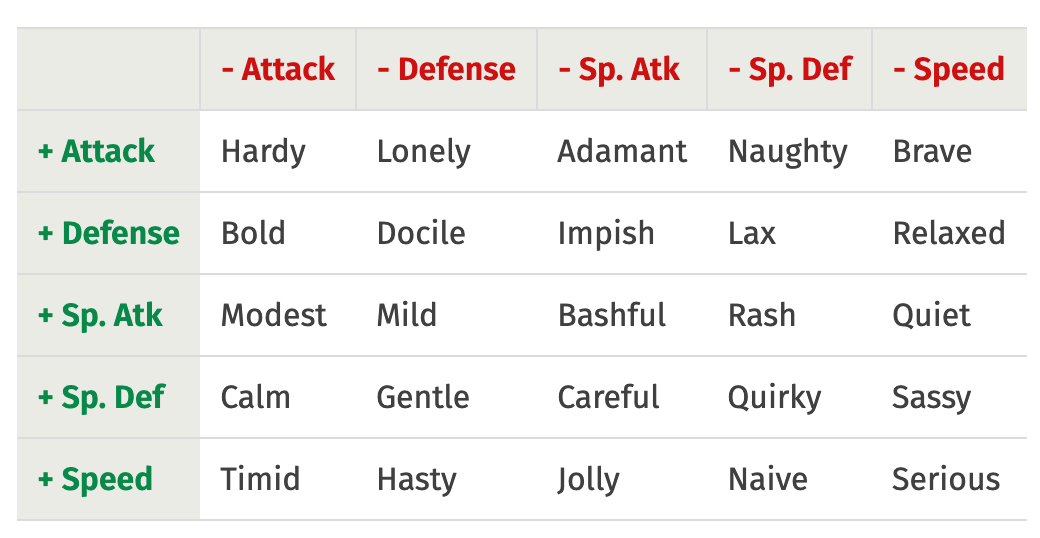 - Attack - Defense - Sp. Atk - Sp. Def - Speed
+ Attack Hardy Lonely Adamant Naughty Brave
+ Defense Bold Docile Impish Lax Relaxed
+ Sp. Atk Modest Mild Bashful Rash Quiet
+ Sp. Def Calm Gentle Careful Quirky Sassy
+ Speed Timid Hasty Jolly Naive Serious